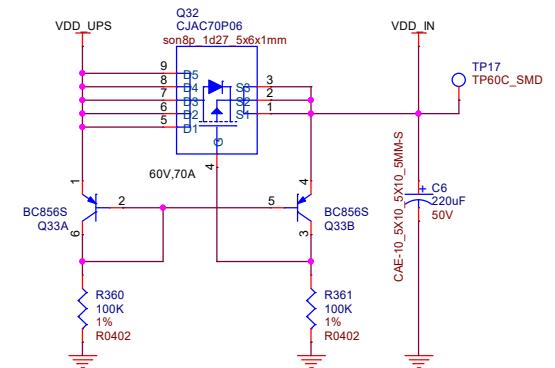 Q32
CJAC70P06
son8p_1d27_5x6x1mm
VDD_UPS
VDD_IN
TP17
TP60C_SMD
9 D5
8 D4
7 D3
6 D2
5 D1
S3 3
S2 2
S1 1
G
4
60V,70A
1
2
6
BC856S
Q33A
4
5
3
BC856S
Q33B
C6
220uF
50V
+
CAE-10_5X10_5X10_5MM-S
R360
100K
1%
R0402
R361
100K
1%
R0402